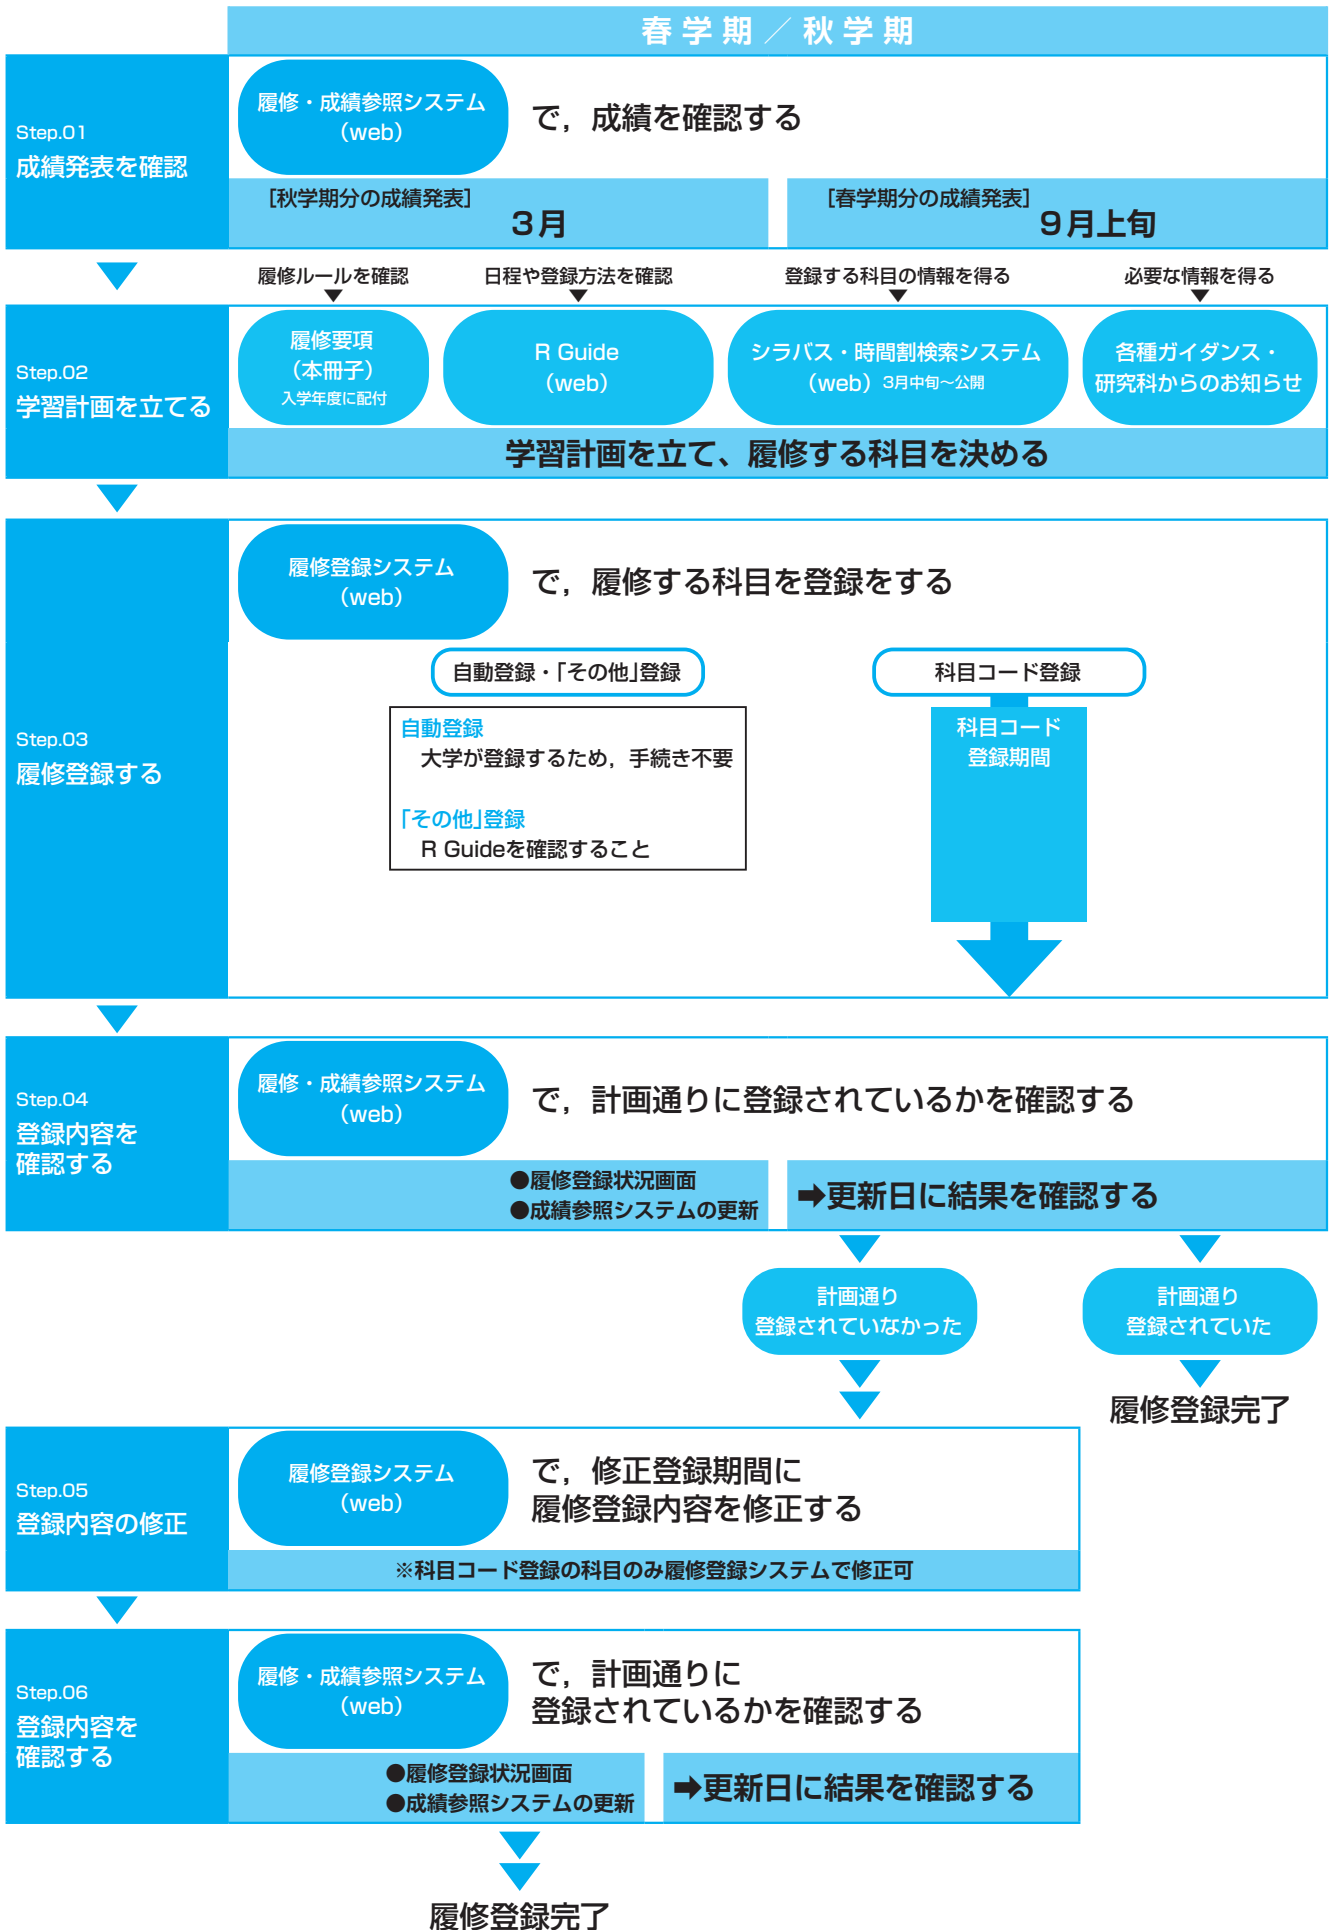 春学期／秋学期
Step.01
成績発表を確認
履修・成績参照システム
（web）
で，成績を確認する
［秋学期分の成績発表］
3月
［春学期分の成績発表］
9月上旬
履修ルールを確認
日程や登録方法を確認
登録する科目の情報を得る
必要な情報を得る
Step.02
学習計画を立てる
履修要項
（本冊子）
入学年度に配付
R Guide
（web）
シラバス・時間割検索システム
（web）3月中旬〜公開
各種ガイダンス・
研究科からのお知らせ
学習計画を立て、履修する科目を決める
Step.03
履修登録する
履修登録システム
（web）
で，履修する科目を登録をする
自動登録・「その他」登録
自動登録
大学が登録するため，手続き不要
「その他」登録
R Guideを確認すること
科目コード登録
科目コード
登録期間
Step.04
登録内容を
確認する
履修・成績参照システム
（web）
で，計画通りに登録されているかを確認する
●履修登録状況画面
●成績参照システムの更新
➡更新日に結果を確認する
計画通り
登録されていなかった
計画通り
登録されていた
履修登録完了
Step.05
登録内容の修正
履修登録システム
（web）
で，修正登録期間に
履修登録内容を修正する
※科目コード登録の科目のみ履修登録システムで修正可
Step.06
登録内容を
確認する
履修・成績参照システム
（web）
で，計画通りに
登録されているかを確認する
●履修登録状況画面
●成績参照システムの更新
➡更新日に結果を確認する
履修登録完了